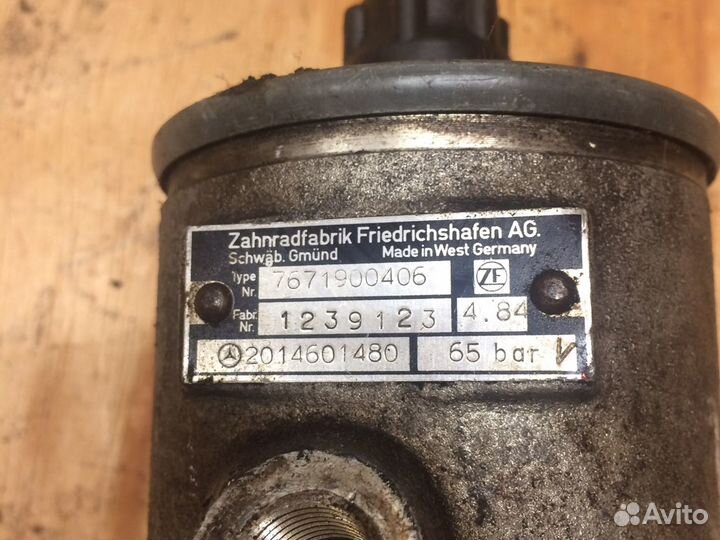 Zahnradfabrik Friedrichshafen AG.
Schwäb. Gmünd Made in West Germany
Type Nr. 7671900406 ZF
Fabr. Nr. 1239123 4.84
2014601480 65 bar V
Avito